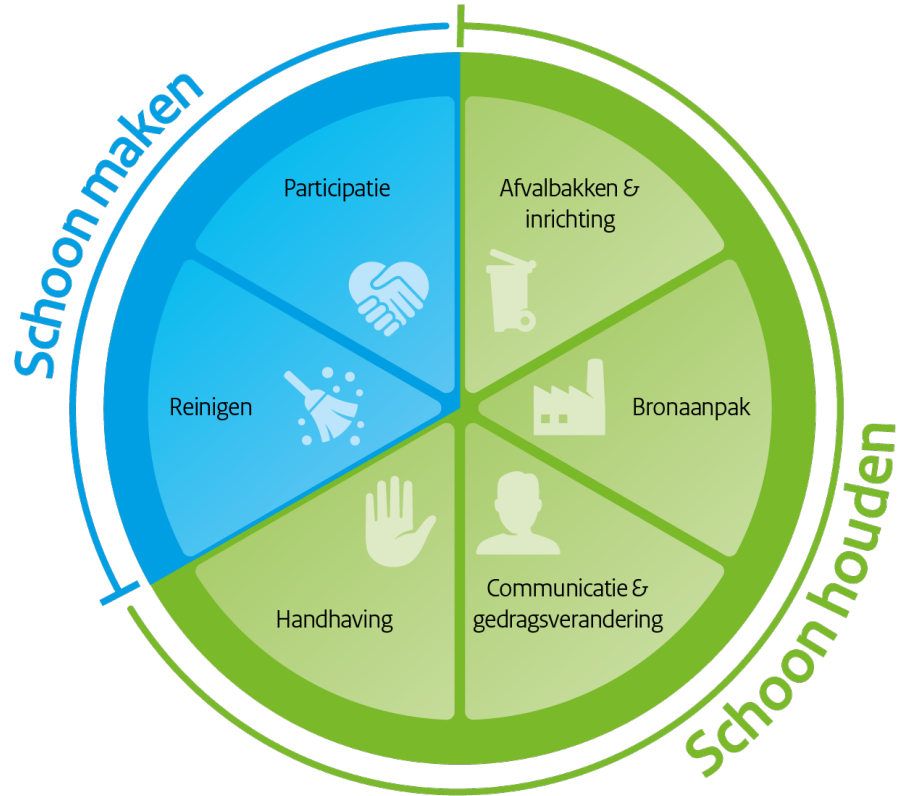 Schoon maken
Participatie
Afvalbakken &
inrichting
Reinigen
Bronaanpak
Handhaving
Communicatie &
gedragsverandering
Schoon houden